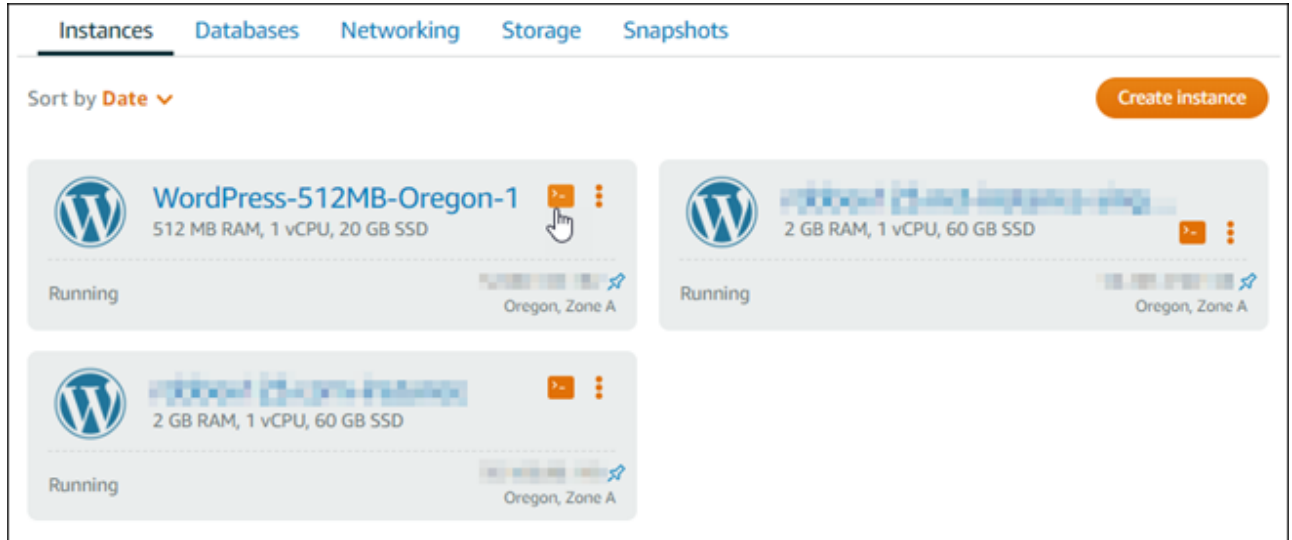 Instances Databases Networking Storage Snapshots
Sort by Date
Create instance
WordPress-512MB-Oregon-1
512 MB RAM, 1 vCPU, 20 GB SSD
Running
Oregon, Zone A
2 GB RAM, 1 vCPU, 60 GB SSD
Running
Oregon, Zone A
2 GB RAM, 1 vCPU, 60 GB SSD
Running
Oregon, Zone A